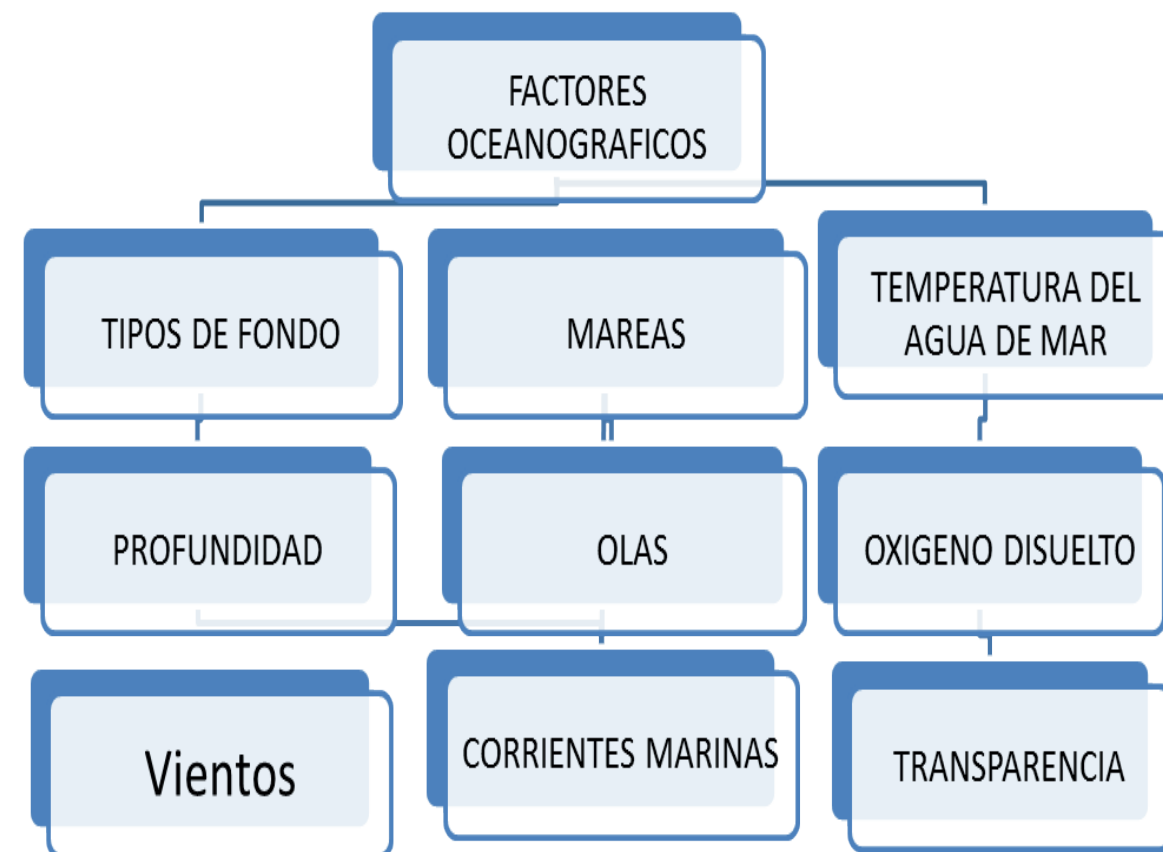 FACTORES
OCEANOGRAFICOS
TIPOS DE FONDO
MAREAS
TEMPERATURA DEL
AGUA DE MAR
PROFUNDIDAD
OLAS
OXIGENO DISUELTO
Vientos
CORRIENTES MARINAS
TRANSPARENCIA